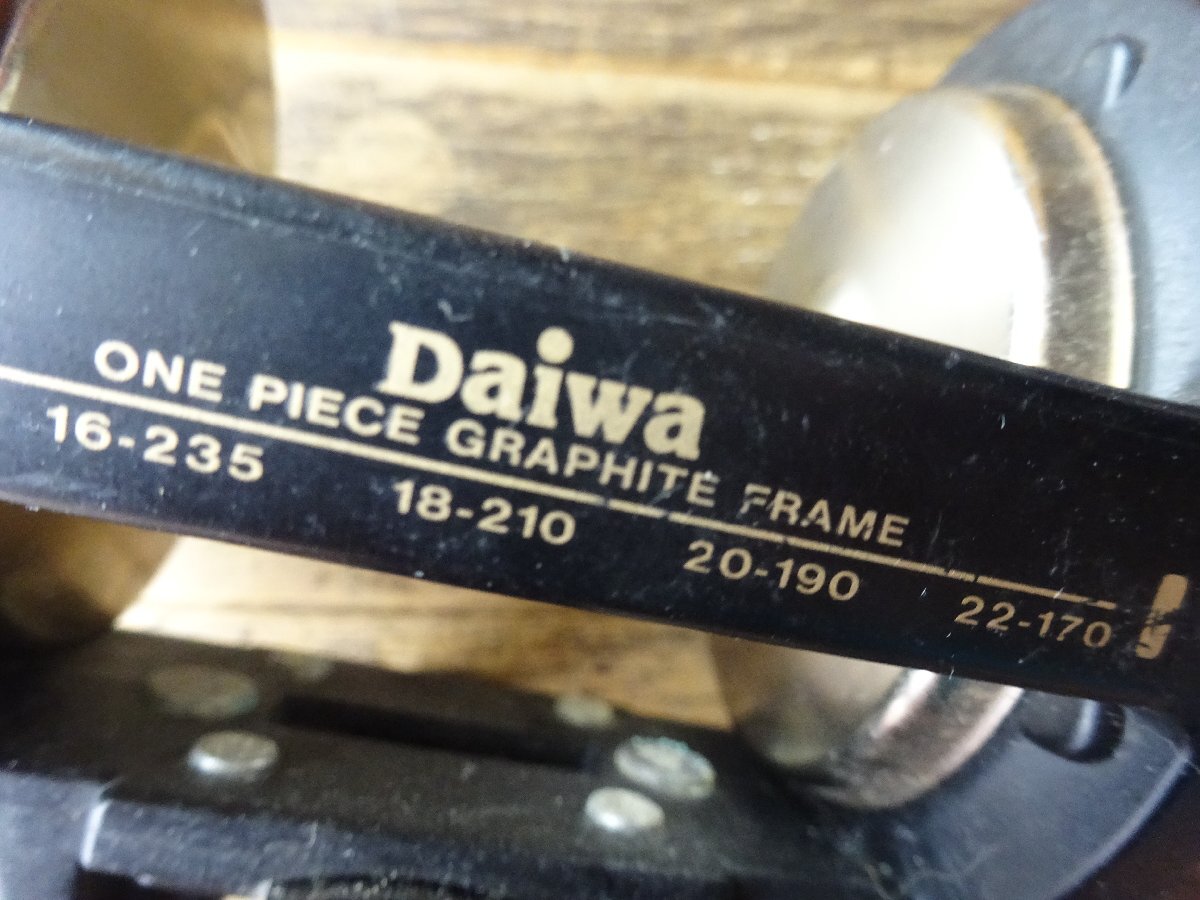 Daiwa
ONE PIECE GRAPHITE FRAME
16-235 18-210 20-190 22-170